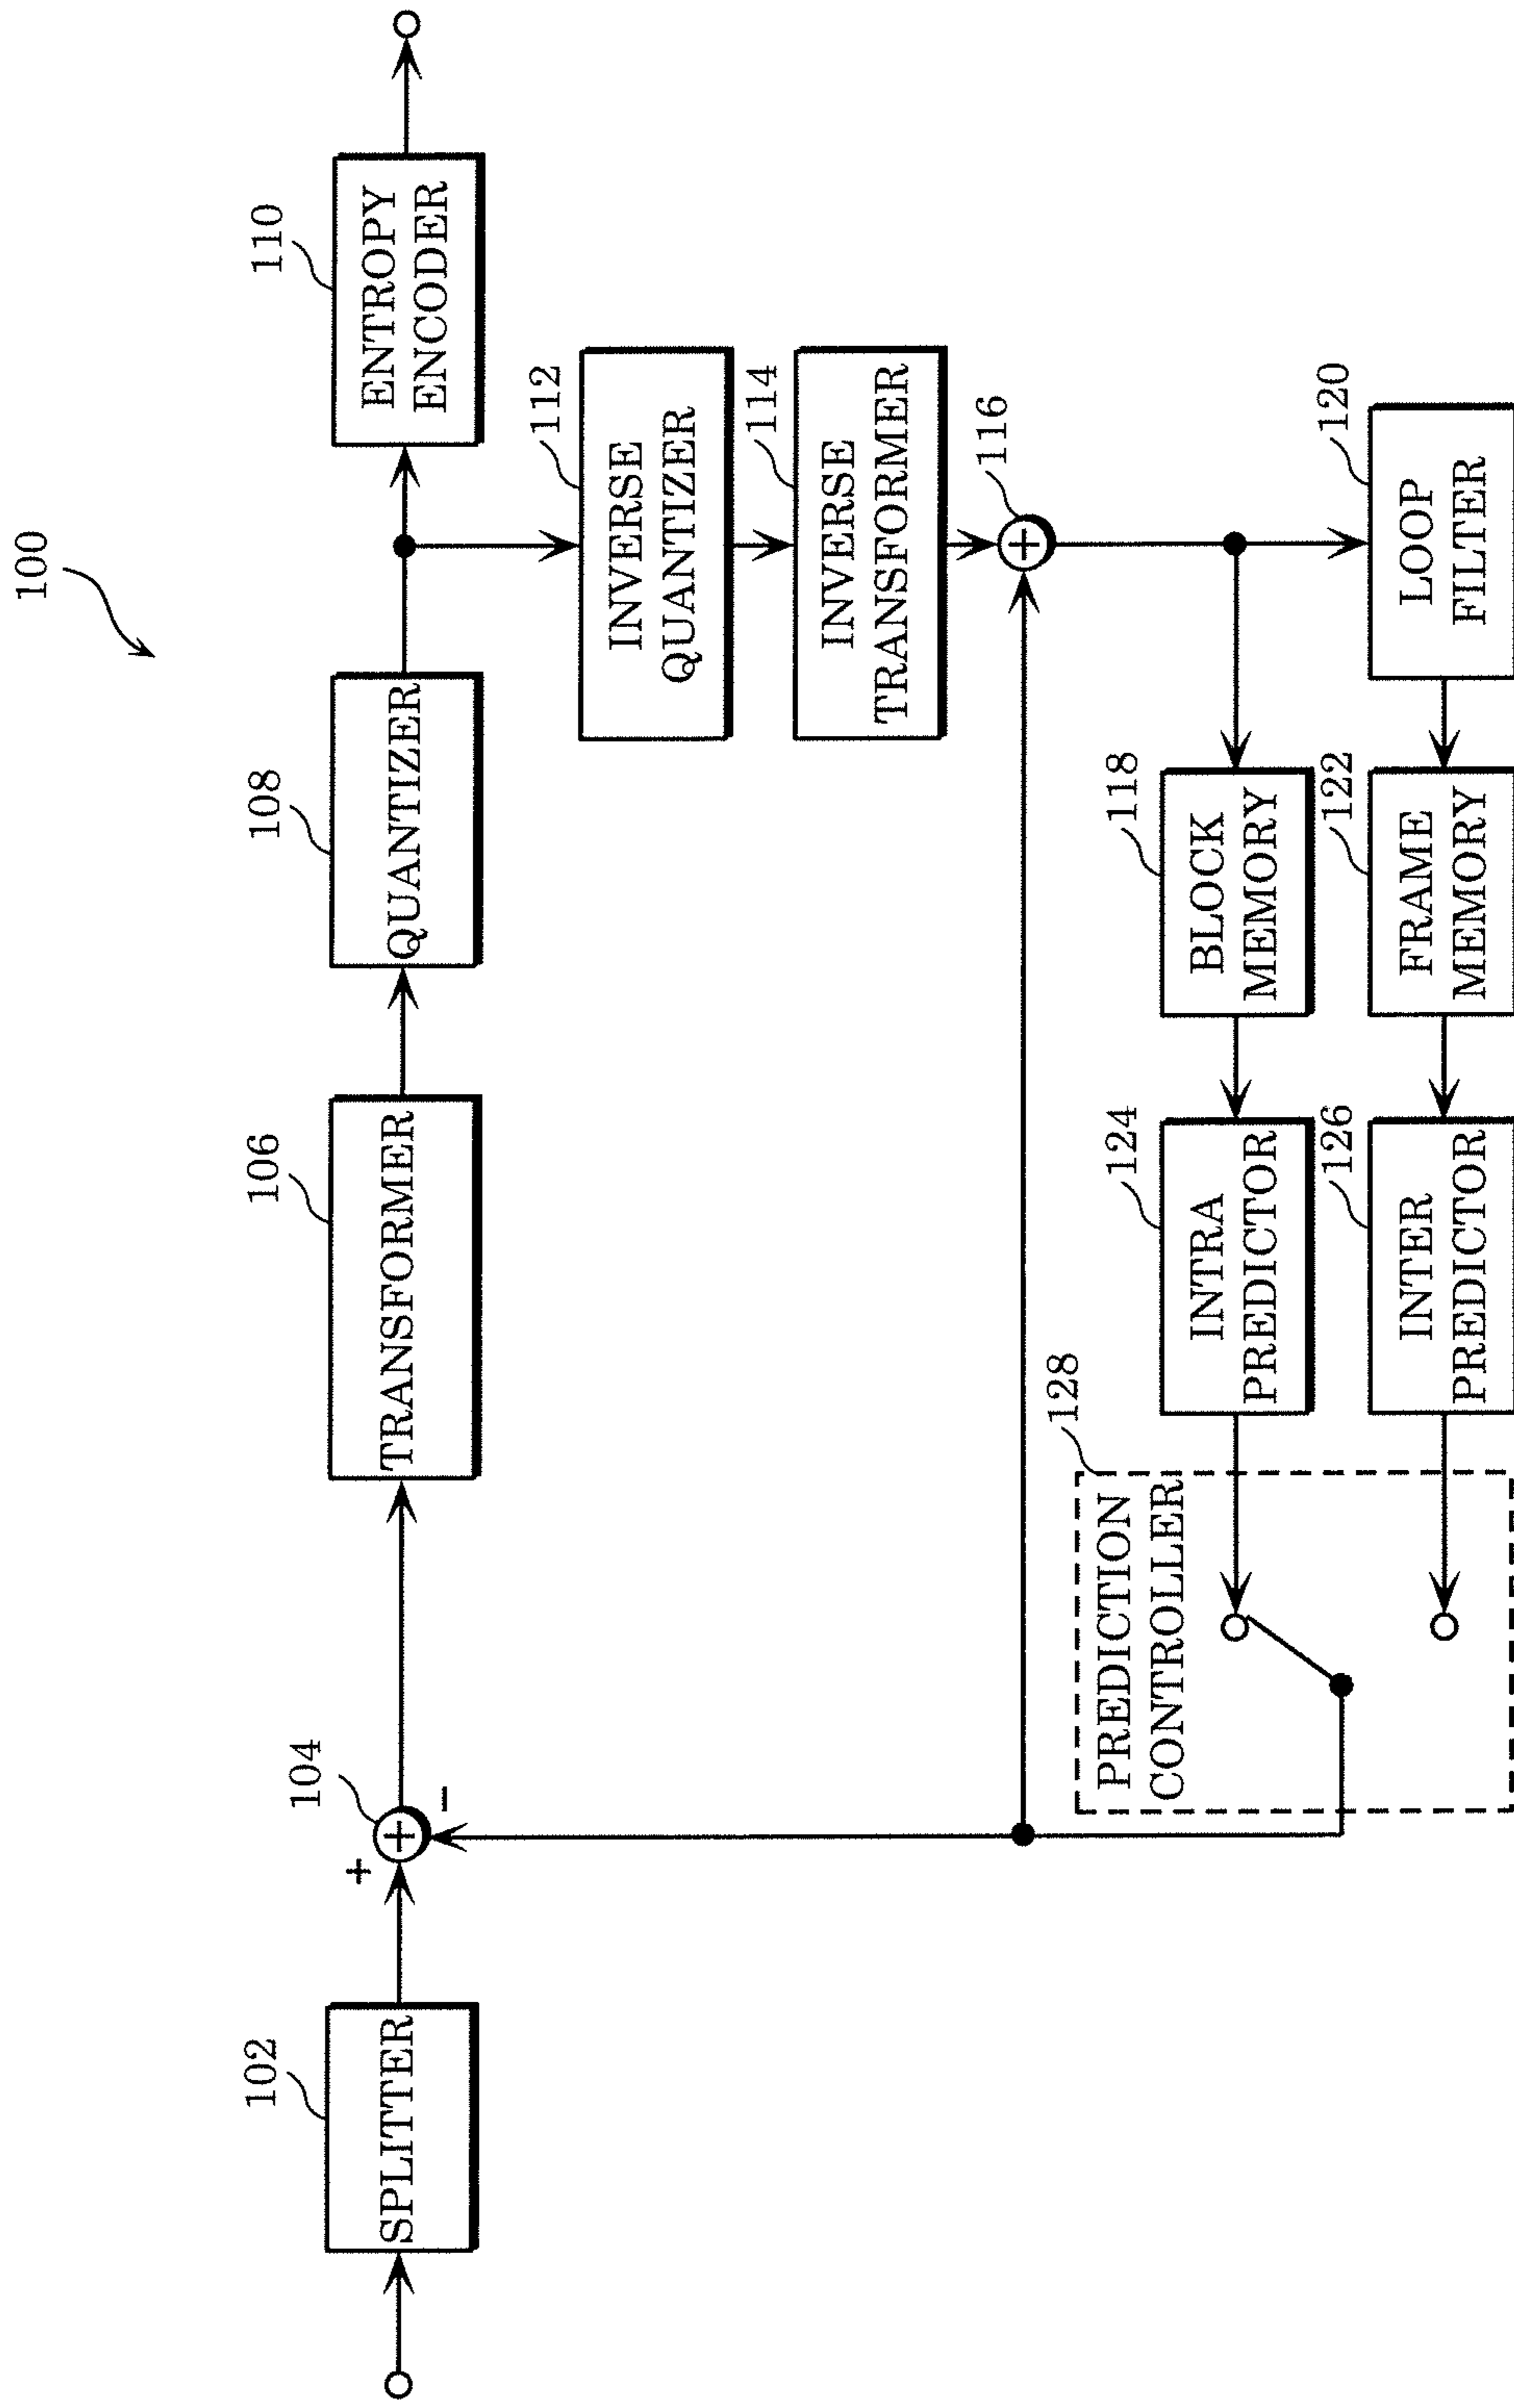 100
102
SPLITTER
104
+
+
−
106
TRANSFORMER
108
QUANTIZER
110
ENTROPY
ENCODER
112
INVERSE
QUANTIZER
114
INVERSE
TRANSFORMER
116
+
128
PREDICTION
CONTROLLER
124
INTRA
PREDICTOR
118
BLOCK
MEMORY
126
INTER
PREDICTOR
122
FRAME
MEMORY
120
LOOP
FILTER